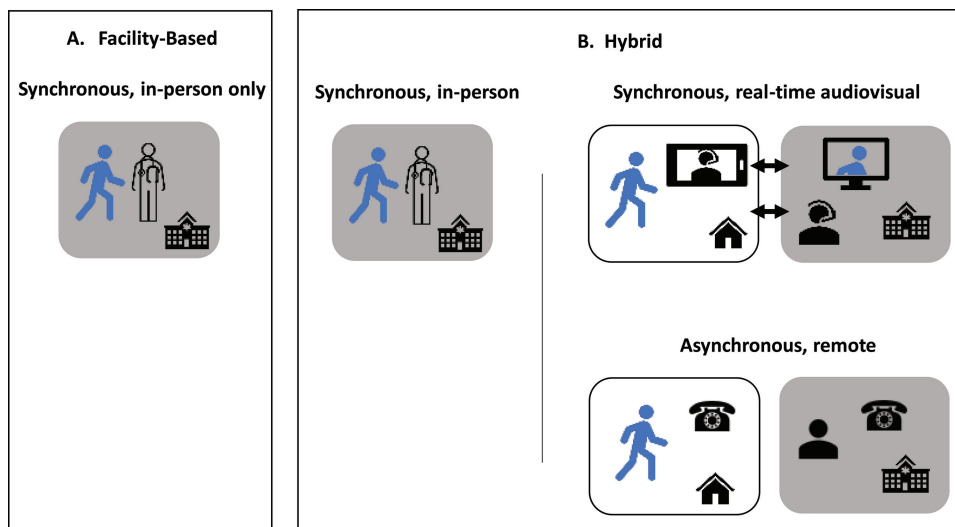 A. Facility-Based
Synchronous, in-person only
B. Hybrid
Synchronous, in-person
Synchronous, real-time audiovisual
Asynchronous, remote